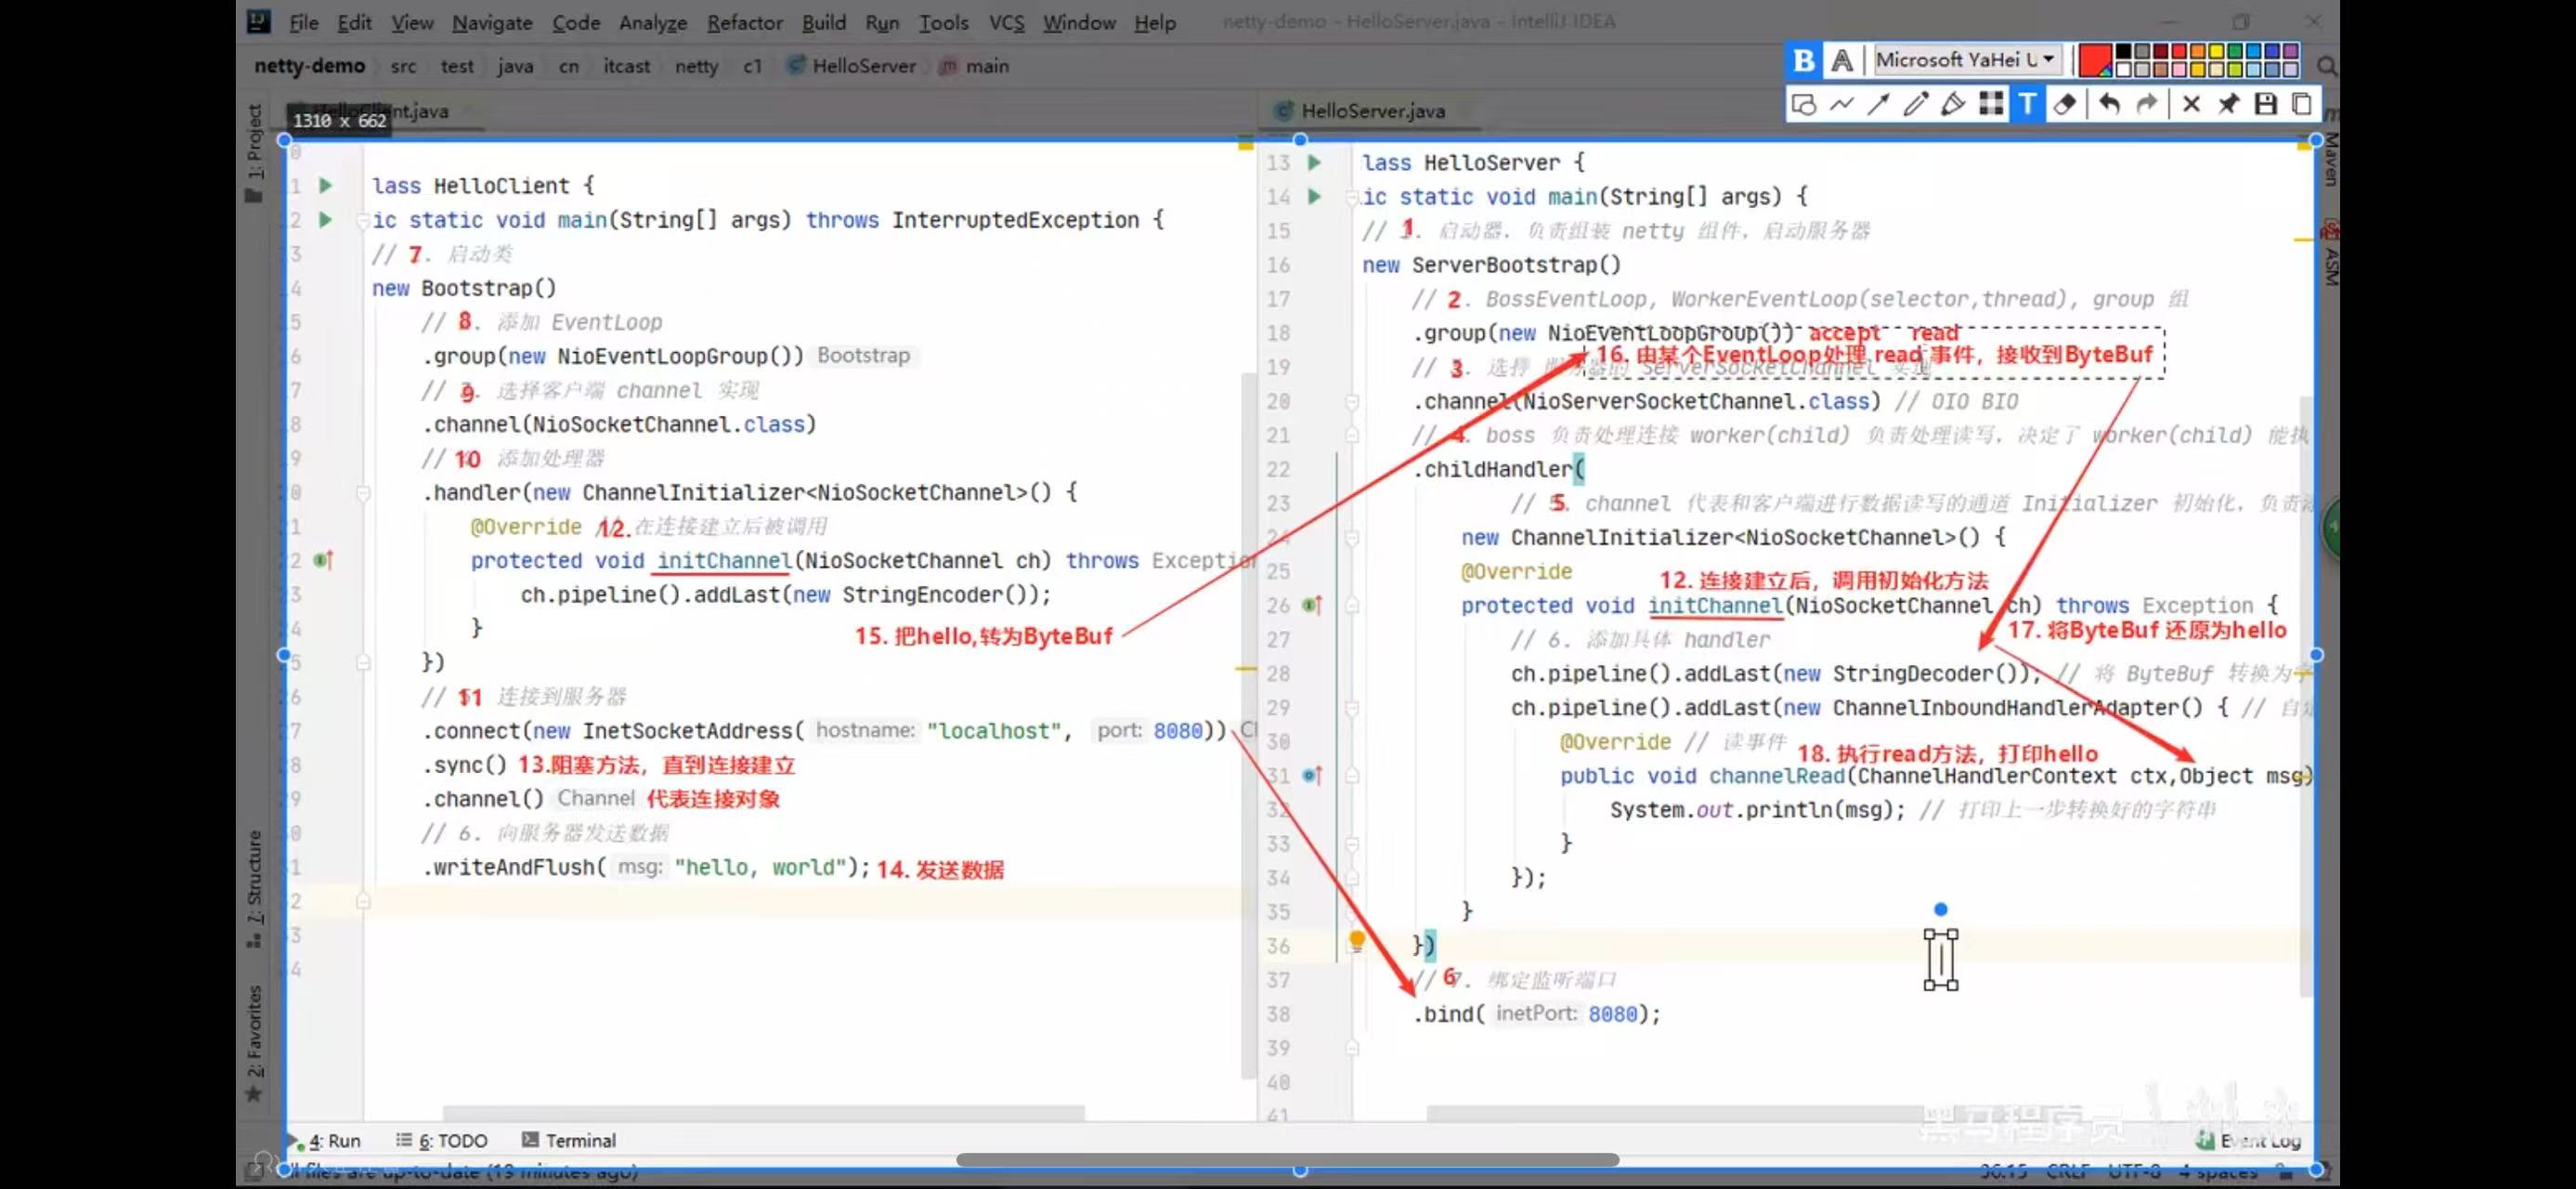 File Edit View Navigate Code Analyze Refactor Build Run Tools VCS Window Help netty-demo - HelloServer.java - IntelliJ IDEA
netty-demo src test java cn itcast netty c1 HelloServer main
Microsoft YaHei U
1: Project
nt.java
1310 x 662
lass HelloClient {
ic static void main(String[] args) throws InterruptedException {
// 7. 启动类
new Bootstrap()
// 8. 添加 EventLoop
.group(new NioEventLoopGroup()) Bootstrap
// 9. 选择客户端 channel 实现
.channel(NioSocketChannel.class)
// 10 添加处理器
.handler(new ChannelInitializer<NioSocketChannel>() {
@Override // 12. 在连接建立后被调用
protected void initChannel(NioSocketChannel ch) throws Exception
ch.pipeline().addLast(new StringEncoder());
}
15. 把hello,转为ByteBuf
})
// 11 连接到服务器
.connect(new InetSocketAddress( hostname: "localhost", port: 8080))
.sync() 13.阻塞方法，直到连接建立
.channel() Channel 代表连接对象
// 6. 向服务器发送数据
.writeAndFlush( msg: "hello, world"); 14. 发送数据
HelloServer.java
13 lass HelloServer {
14 ic static void main(String[] args) {
15 // 1. 启动器，负责组装 netty 组件，启动服务器
16 new ServerBootstrap()
17 // 2. BossEventLoop, WorkerEventLoop(selector,thread), group 组
18 .group(new NioEventLoopGroup()) accept read
16. 由某个EventLoop处理 read 事件，接收到ByteBuf
19 // 3. 选择 服务器的 ServerSocketChannel 实现
20 .channel(NioServerSocketChannel.class) // OIO BIO
21 // 4. boss 负责处理连接 worker(child) 负责处理读写，决定了 worker(child) 能执
22 .childHandler(
23 // 5. channel 代表和客户端进行数据读写的通道 Initializer 初始化，负责添
24 new ChannelInitializer<NioSocketChannel>() {
25 @Override
12. 连接建立后，调用初始化方法
26 protected void initChannel(NioSocketChannel ch) throws Exception {
17. 将ByteBuf 还原为hello
27 // 6. 添加具体 handler
28 ch.pipeline().addLast(new StringDecoder()); // 将 ByteBuf 转换为字
29 ch.pipeline().addLast(new ChannelInboundHandlerAdapter() { // 自定
30 @Override // 读事件
18. 执行read方法，打印hello
31 public void channelRead(ChannelHandlerContext ctx,Object msg)
32 System.out.println(msg); // 打印上一步转换好的字符串
33 }
34 });
35 }
36 })
37 // 6. 绑定监听端口
38 .bind( inetPort: 8080);
39
40
41
Maven
ASM
7: Structure
2: Favorites
黑马程序员
4: Run 6: TODO Terminal Event Log
files are up-to-date (19 minutes ago) 36:15 CRLF UTF-8 4 spaces